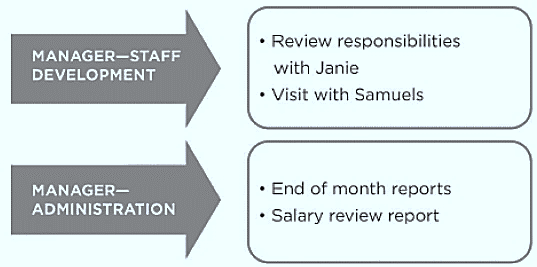 MANAGER—STAFF
DEVELOPMENT
• Review responsibilities
with Janie
• Visit with Samuels
MANAGER—
ADMINISTRATION
• End of month reports
• Salary review report